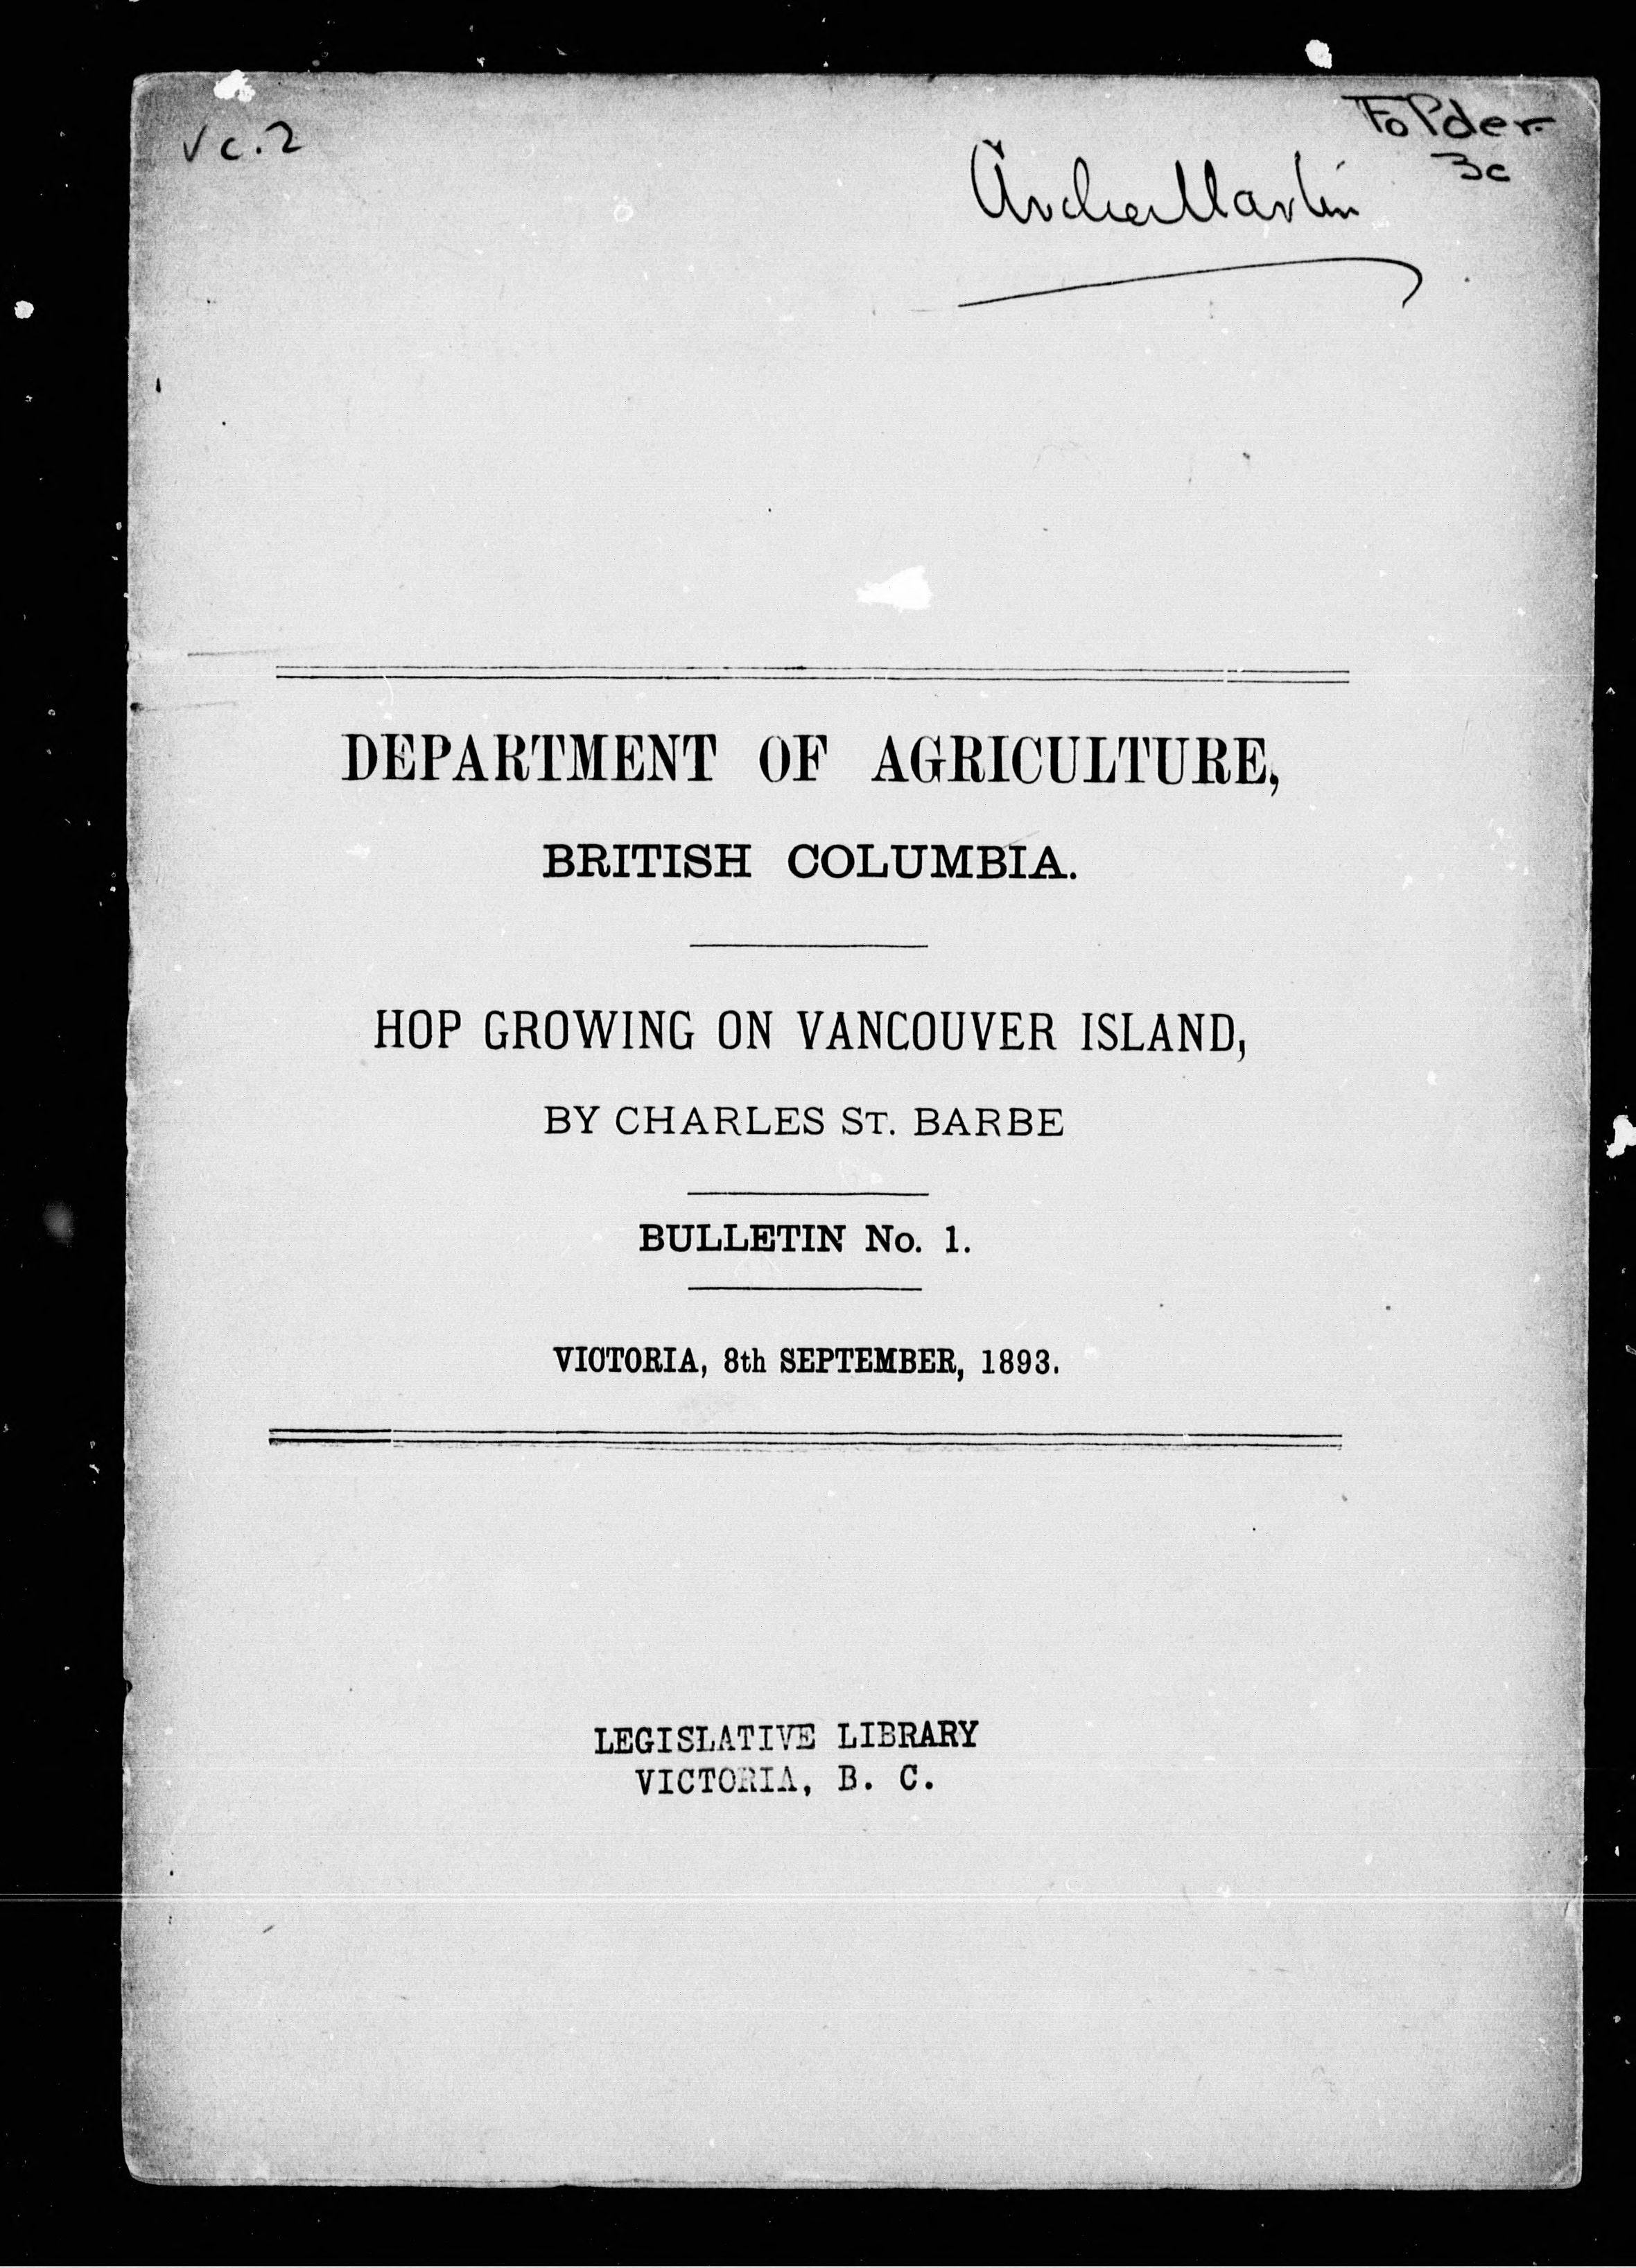 √ c.2
Folder
3c
Archer Martin
DEPARTMENT OF AGRICULTURE,
BRITISH COLUMBIA.
HOP GROWING ON VANCOUVER ISLAND,
BY CHARLES ST. BARBE
BULLETIN No. 1.
VICTORIA, 8th SEPTEMBER, 1893.
LEGISLATIVE LIBRARY
VICTORIA, B. C.